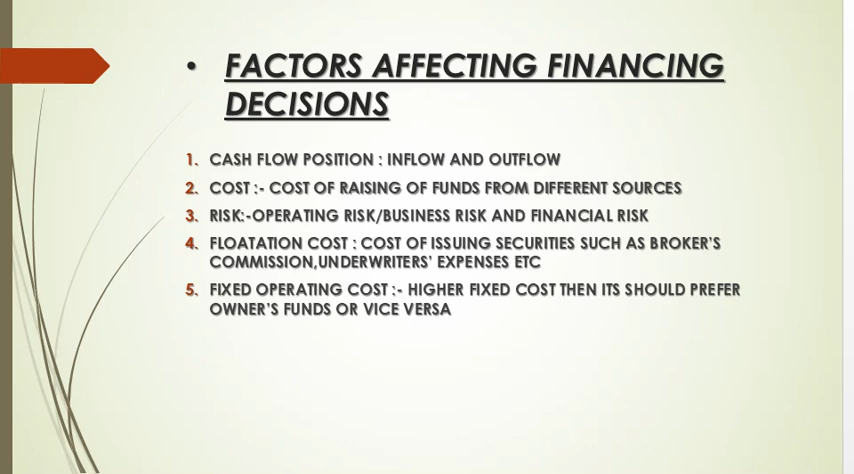 • FACTORS AFFECTING FINANCING
DECISIONS
1. CASH FLOW POSITION : INFLOW AND OUTFLOW
2. COST :- COST OF RAISING OF FUNDS FROM DIFFERENT SOURCES
3. RISK:-OPERATING RISK/BUSINESS RISK AND FINANCIAL RISK
4. FLOATATION COST : COST OF ISSUING SECURITIES SUCH AS BROKER'S
COMMISSION,UNDERWRITERS' EXPENSES ETC
5. FIXED OPERATING COST :- HIGHER FIXED COST THEN ITS SHOULD PREFER
OWNER'S FUNDS OR VICE VERSA